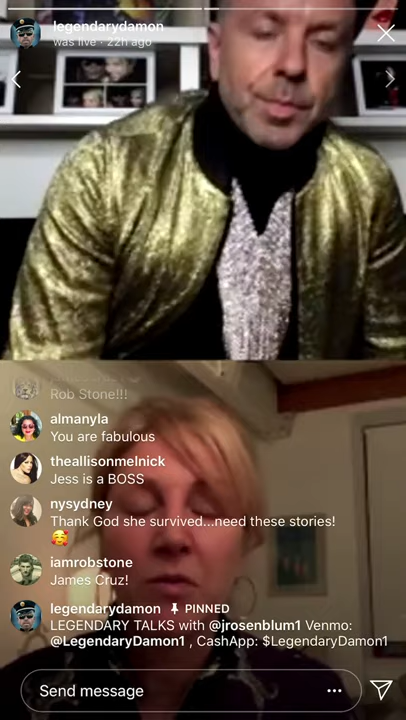 legendarydamon
was live · 22h ago
Rob Stone!!!
almanyla
You are fabulous
theallisonmelnick
Jess is a BOSS
nysydney
Thank God she survived...need these stories!
🥰
iamrobstone
James Cruz!
legendarydamon PINNED
LEGENDARY TALKS with @jrosenblum1 Venmo:
@LegendaryDamon1 , CashApp: $LegendaryDamon1
Send message